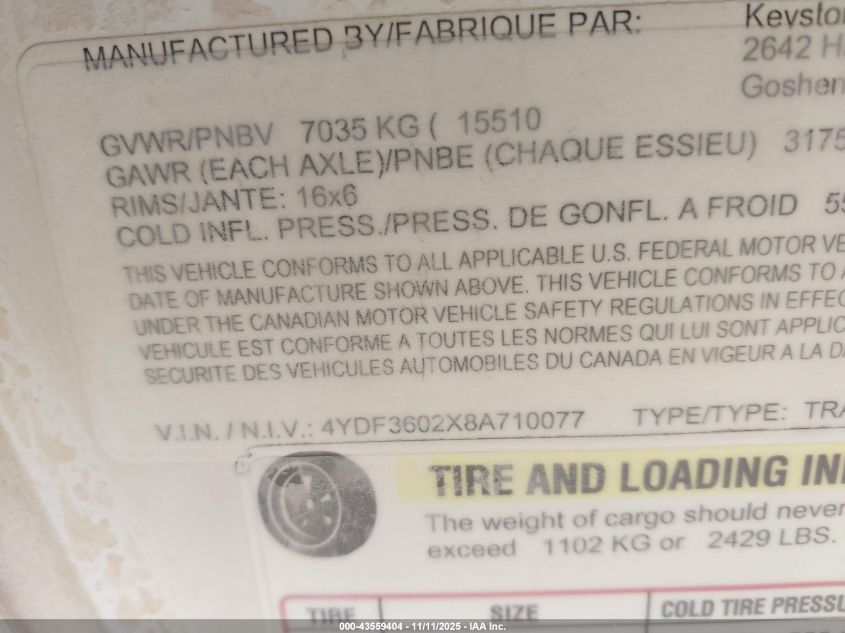 MANUFACTURED BY/FABRIQUE PAR: Keysto
2642 H
Goshen
GVWR/PNBV 7035 KG ( 15510
GAWR (EACH AXLE)/PNBE (CHAQUE ESSIEU) 3175
RIMS/JANTE: 16x6
COLD INFL. PRESS./PRESS. DE GONFL. A FROID 55
THIS VEHICLE CONFORMS TO ALL APPLICABLE U.S. FEDERAL MOTOR VE
DATE OF MANUFACTURE SHOWN ABOVE. THIS VEHICLE CONFORMS TO A
UNDER THE CANADIAN MOTOR VEHICLE SAFETY REGULATIONS IN EFFEC
VEHICULE EST CONFORME A TOUTES LES NORMES QUI LUI SONT APPLIC
SECURITE DES VEHICULES AUTOMOBILES DU CANADA EN VIGEUR A LA DA
V.I.N. / N.I.V.: 4YDF3602X8A710077 TYPE/TYPE: TRA
TIRE AND LOADING IN
The weight of cargo should never
exceed 1102 KG or 2429 LBS.
TIRE SIZE COLD TIRE PRESSU
000-43559404 - 11/11/2025 - IAA Inc.